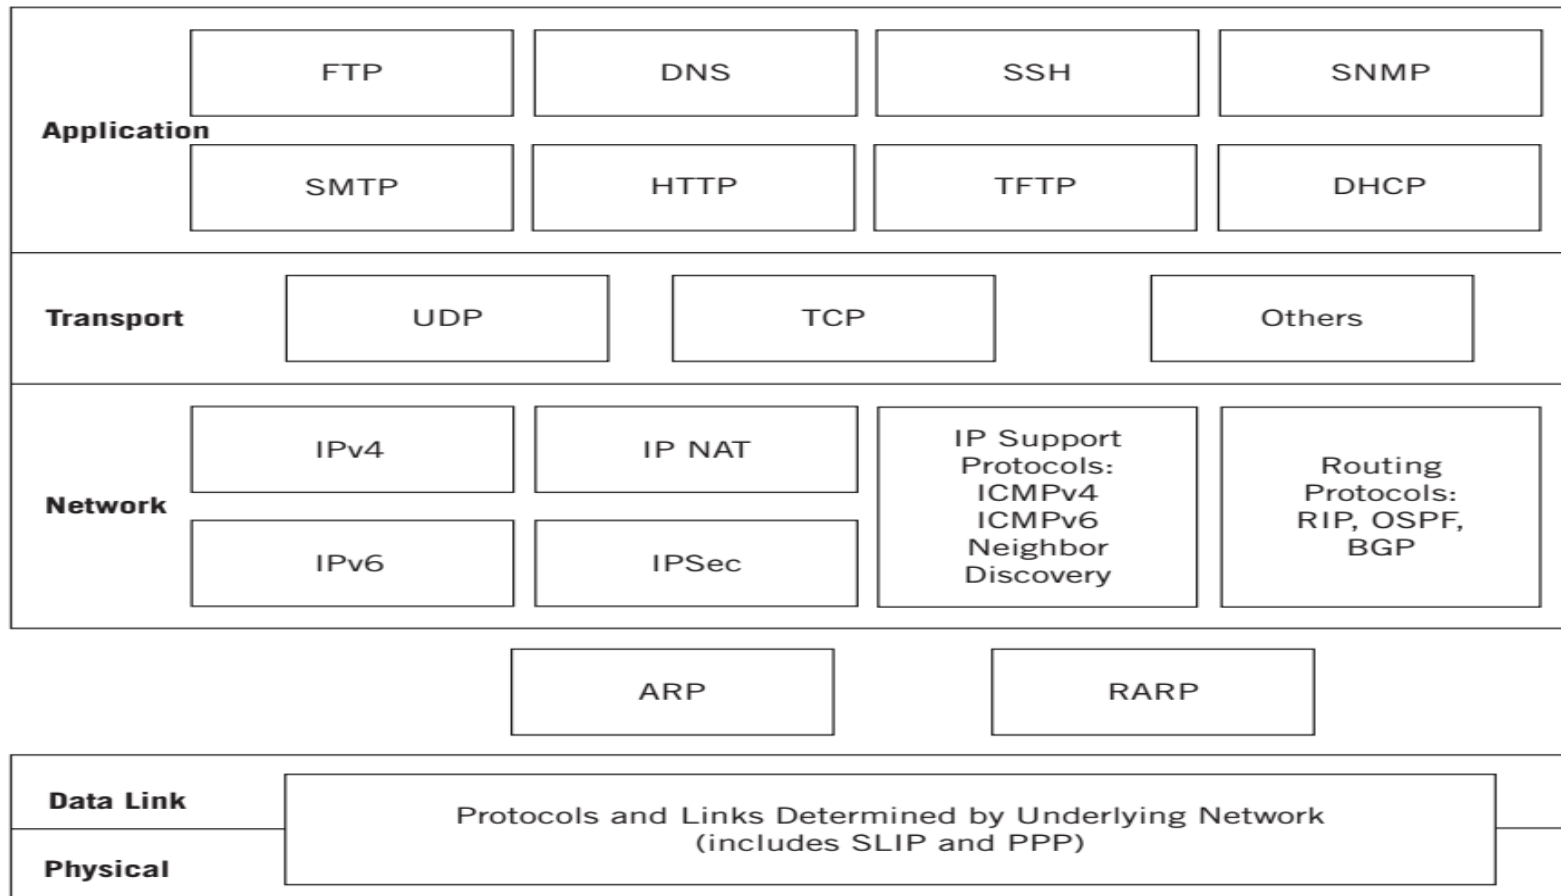 FTP
DNS
SSH
SNMP
Application
SMTP
HTTP
TFTP
DHCP
Transport
UDP
TCP
Others
Network
IPv4
IP NAT
IPv6
IPSec
IP Support
Protocols:
ICMPv4
ICMPv6
Neighbor
Discovery
Routing
Protocols:
RIP, OSPF,
BGP
ARP
RARP
Data Link
Protocols and Links Determined by Underlying Network
(includes SLIP and PPP)
Physical